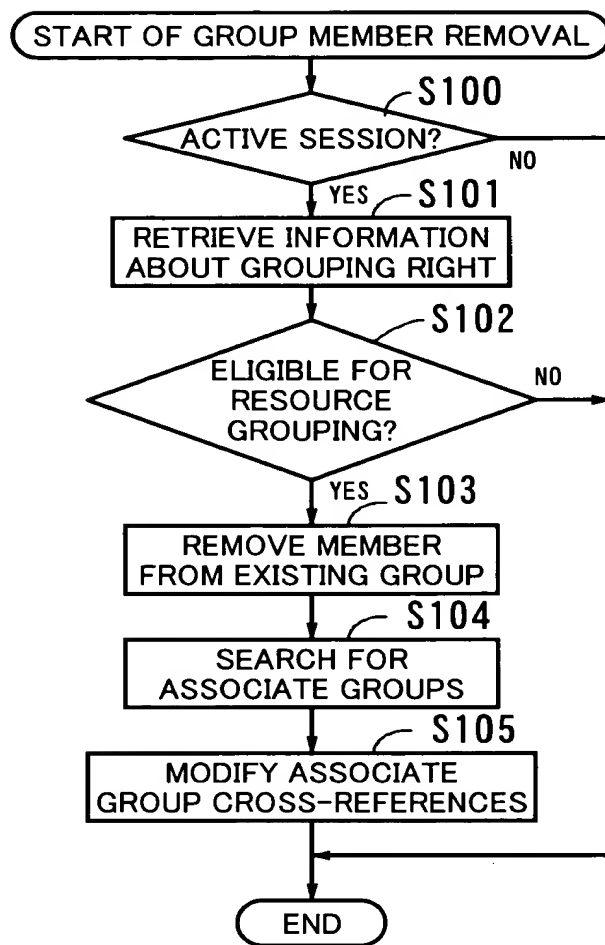 START OF GROUP MEMBER REMOVAL
S100
ACTIVE SESSION?
NO
YES
S101
RETRIEVE INFORMATION
ABOUT GROUPING RIGHT
S102
ELIGIBLE FOR
RESOURCE
GROUPING?
NO
YES
S103
REMOVE MEMBER
FROM EXISTING GROUP
S104
SEARCH FOR
ASSOCIATE GROUPS
S105
MODIFY ASSOCIATE
GROUP CROSS-REFERENCES
END